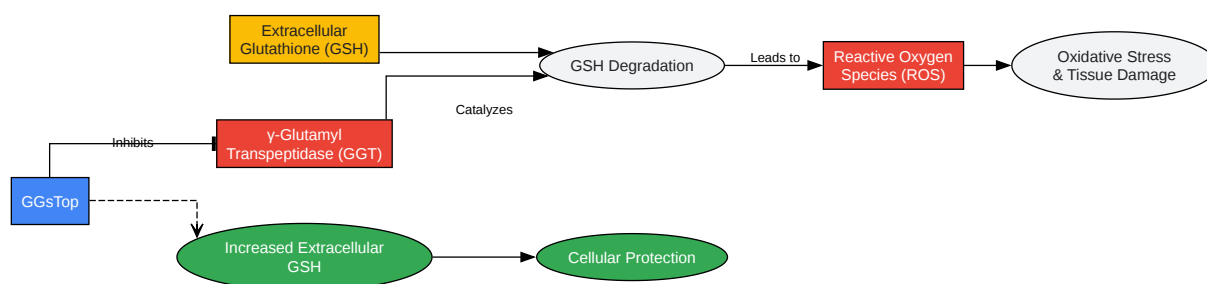 Extracellular
Glutathione (GSH)
GSH Degradation
Leads to
Reactive Oxygen
Species (ROS)
Oxidative Stress
& Tissue Damage
Catalyzes
Inhibits
γ-Glutamyl
Transpeptidase (GGT)
GGsTop
Increased Extracellular
GSH
Cellular Protection